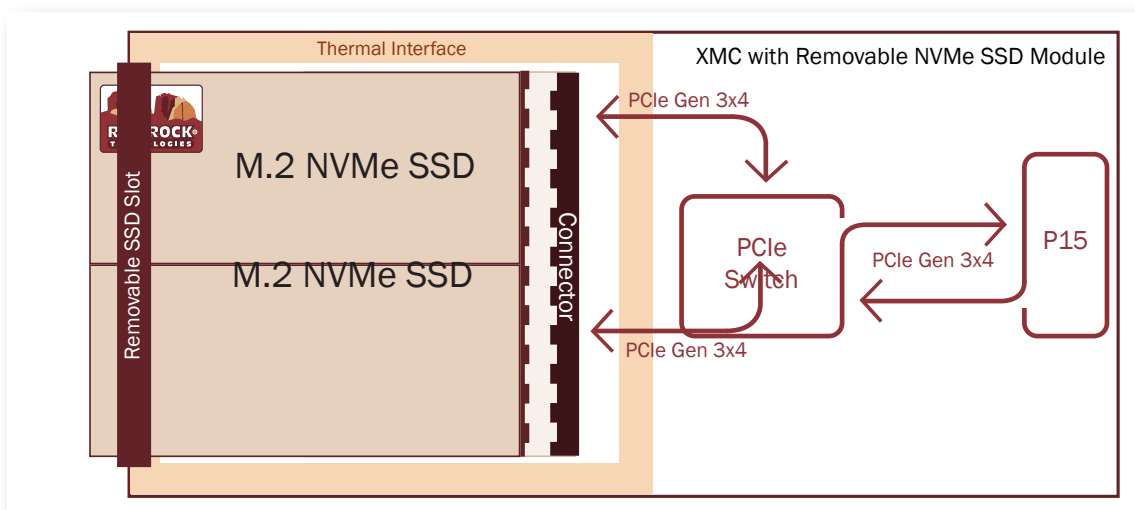 Thermal Interface
XMC with Removable NVMe SSD Module
PCIe Gen 3x4
ROCK®
M.2 NVMe SSD
Removable SSD Slot
Connector
PCIe
Switch
PCIe Gen 3x4
P15
M.2 NVMe SSD
PCIe Gen 3x4